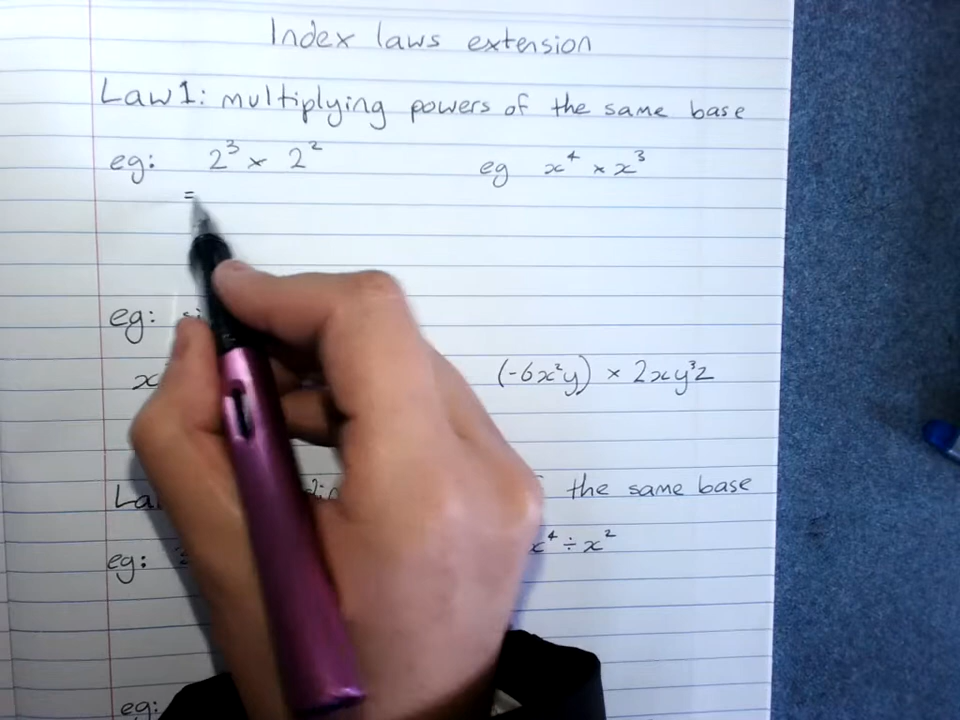 Index laws extension
Law 1: multiplying powers of the same base
eg: 2³ × 2² eg x⁴ × x³
=
eg:
x (-6x²y) × 2xy³z
the same base
eg: x⁴ ÷ x²
eg: